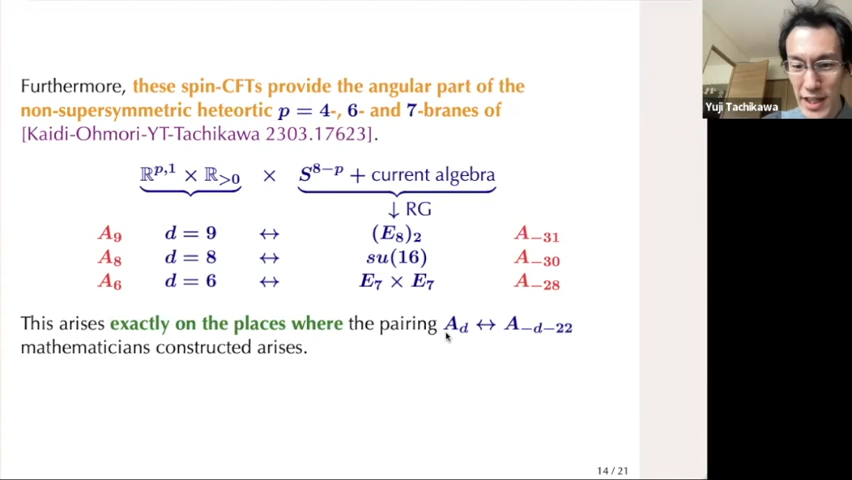 Furthermore, these spin-CFTs provide the angular part of the
non-supersymmetric heteortic p = 4-, 6- and 7-branes of
[Kaidi-Ohmori-YT-Tachikawa 2303.17623].
ℝ^{p,1} × ℝ_{>0} × S^{8−p} + current algebra
↓ RG
A_9 d = 9 ↔ (E_8)_2 A_{−31}
A_8 d = 8 ↔ su(16) A_{−30}
A_6 d = 6 ↔ E_7 × E_7 A_{−28}
This arises exactly on the places where the pairing A_d ↔ A_{−d−22}
mathematicians constructed arises.
14 / 21
Yuji Tachikawa